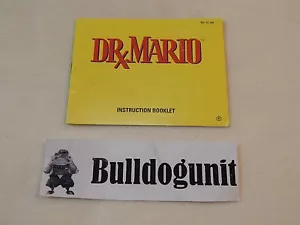 DR. MARIO
INSTRUCTION BOOKLET
Bulldogunit